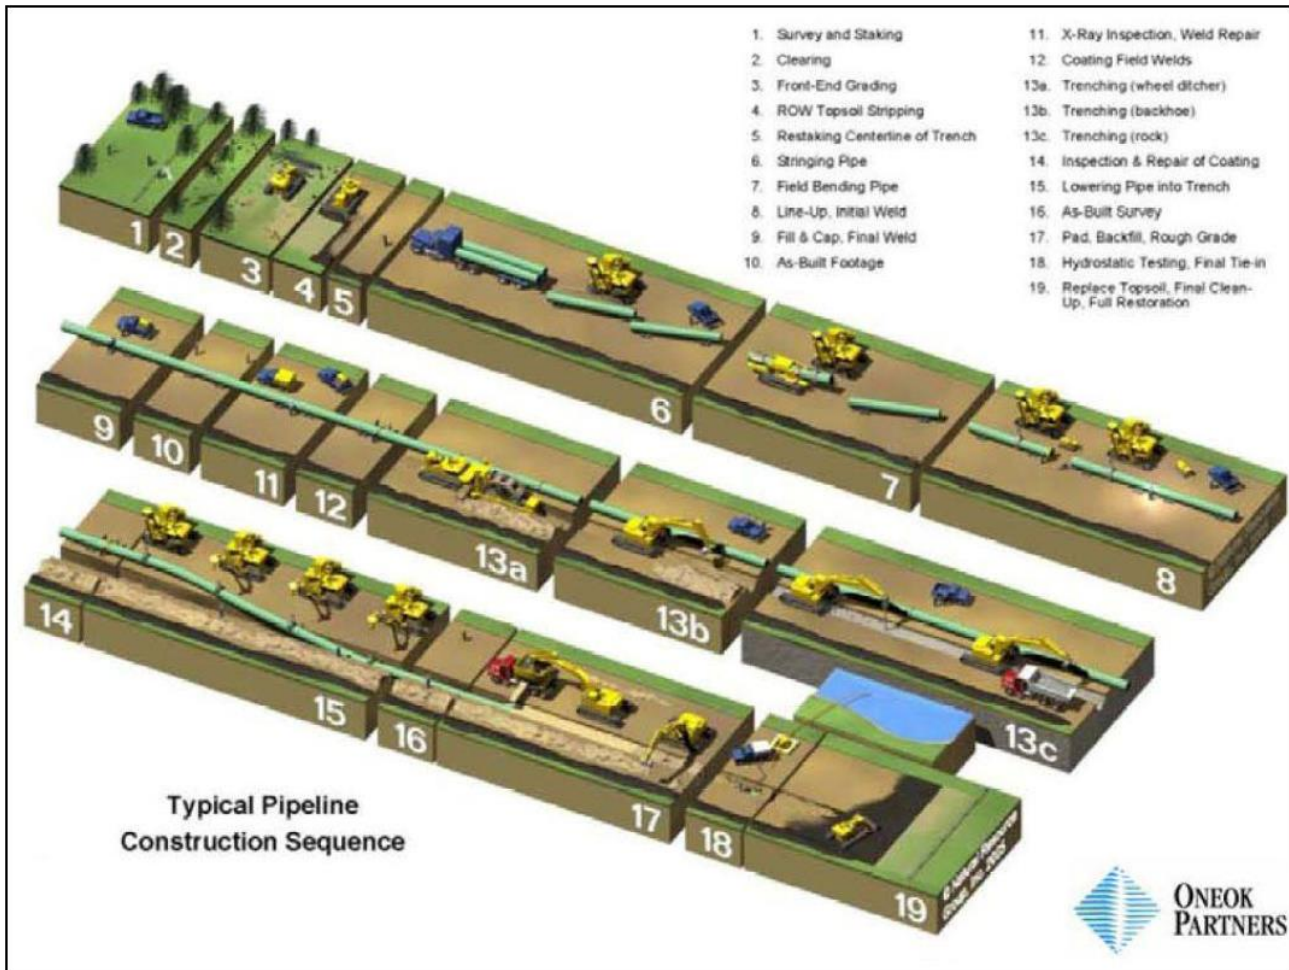 1. Survey and Staking
2. Clearing
3. Front-End Grading
4. ROW Topsoil Stripping
5. Restaking Centerline of Trench
6. Stringing Pipe
7. Field Bending Pipe
8. Line-Up, Initial Weld
9. Fill & Cap, Final Weld
10. As-Built Footage
11. X-Ray Inspection, Weld Repair
12. Coating Field Welds
13a. Trenching (wheel ditcher)
13b. Trenching (backhoe)
13c. Trenching (rock)
14. Inspection & Repair of Coating
15. Lowering Pipe into Trench
16. As-Built Survey
17. Pad, Backfill, Rough Grade
18. Hydrostatic Testing, Final Tie-in
19. Replace Topsoil, Final Clean-
Up, Full Restoration
1
2
3
4
5
6
7
8
9
10
11
12
13a
13b
13c
14
15
16
17
18
19
Typical Pipeline
Construction Sequence
ONEOK
PARTNERS